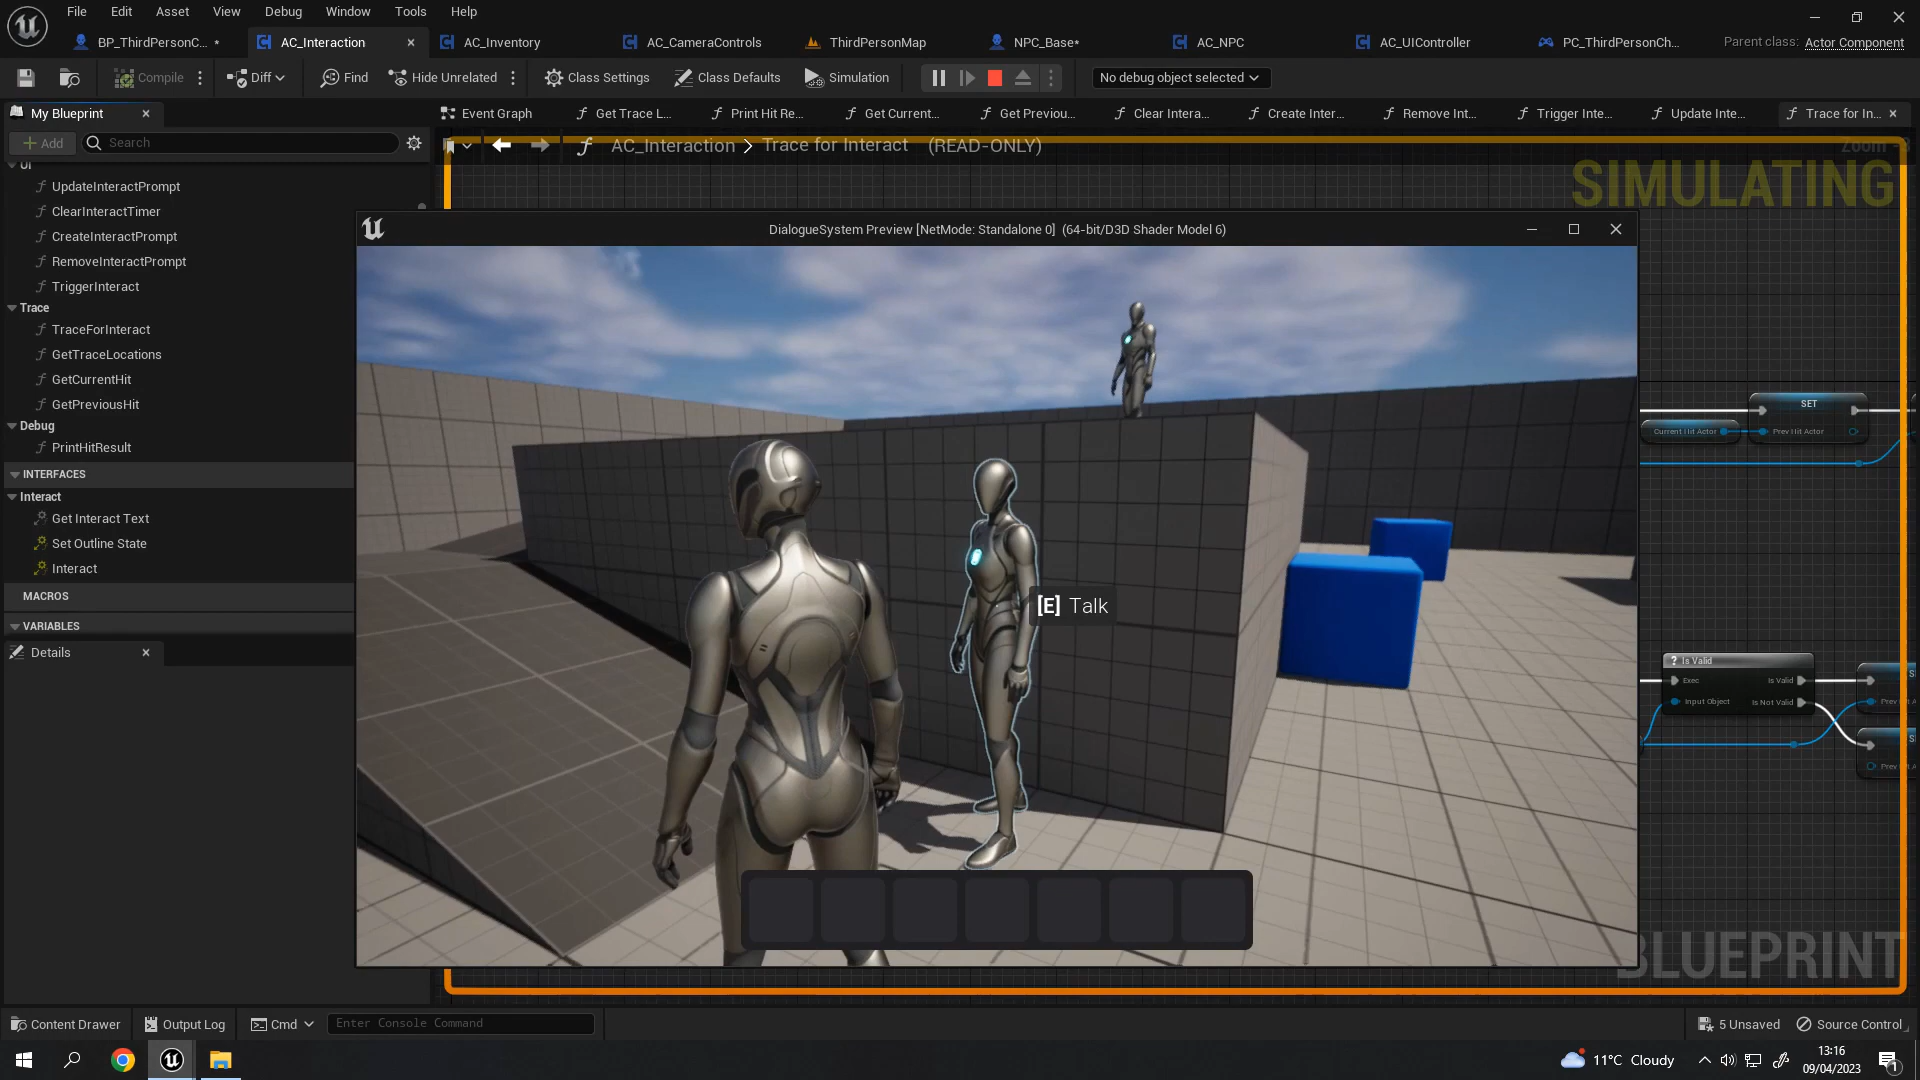 File Edit Asset View Debug Window Tools Help
BP_ThirdPersonC... * AC_Interaction AC_Inventory AC_CameraControls ThirdPersonMap NPC_Base* AC_NPC AC_UIController PC_ThirdPersonCh... Parent class: Actor Component
Compile Diff Find Hide Unrelated Class Settings Class Defaults Simulation No debug object selected
My Blueprint Event Graph Get Trace L... Print Hit Re... Get Current... Get Previou... Clear Intera... Create Inter... Remove Int... Trigger Inte... Update Inte... Trace for In...
Add Search AC_Interaction > Trace for Interact (READ-ONLY) Zoom -3
SIMULATING
UI
UpdateInteractPrompt
ClearInteractTimer
CreateInteractPrompt
RemoveInteractPrompt
TriggerInteract
Trace
TraceForInteract
GetTraceLocations
GetCurrentHit
GetPreviousHit
Debug
PrintHitResult
INTERFACES
Interact
Get Interact Text
Set Outline State
Interact
MACROS
VARIABLES
Details
DialogueSystem Preview [NetMode: Standalone 0] (64-bit/D3D Shader Model 6)
[E] Talk
SET
Current Hit Actor Prev Hit Actor
? Is Valid
Exec Is Valid
Input Object Is Not Valid
BLUEPRINT
Content Drawer Output Log Cmd Enter Console Command 5 Unsaved Source Control
11°C Cloudy
13:16
09/04/2023
1